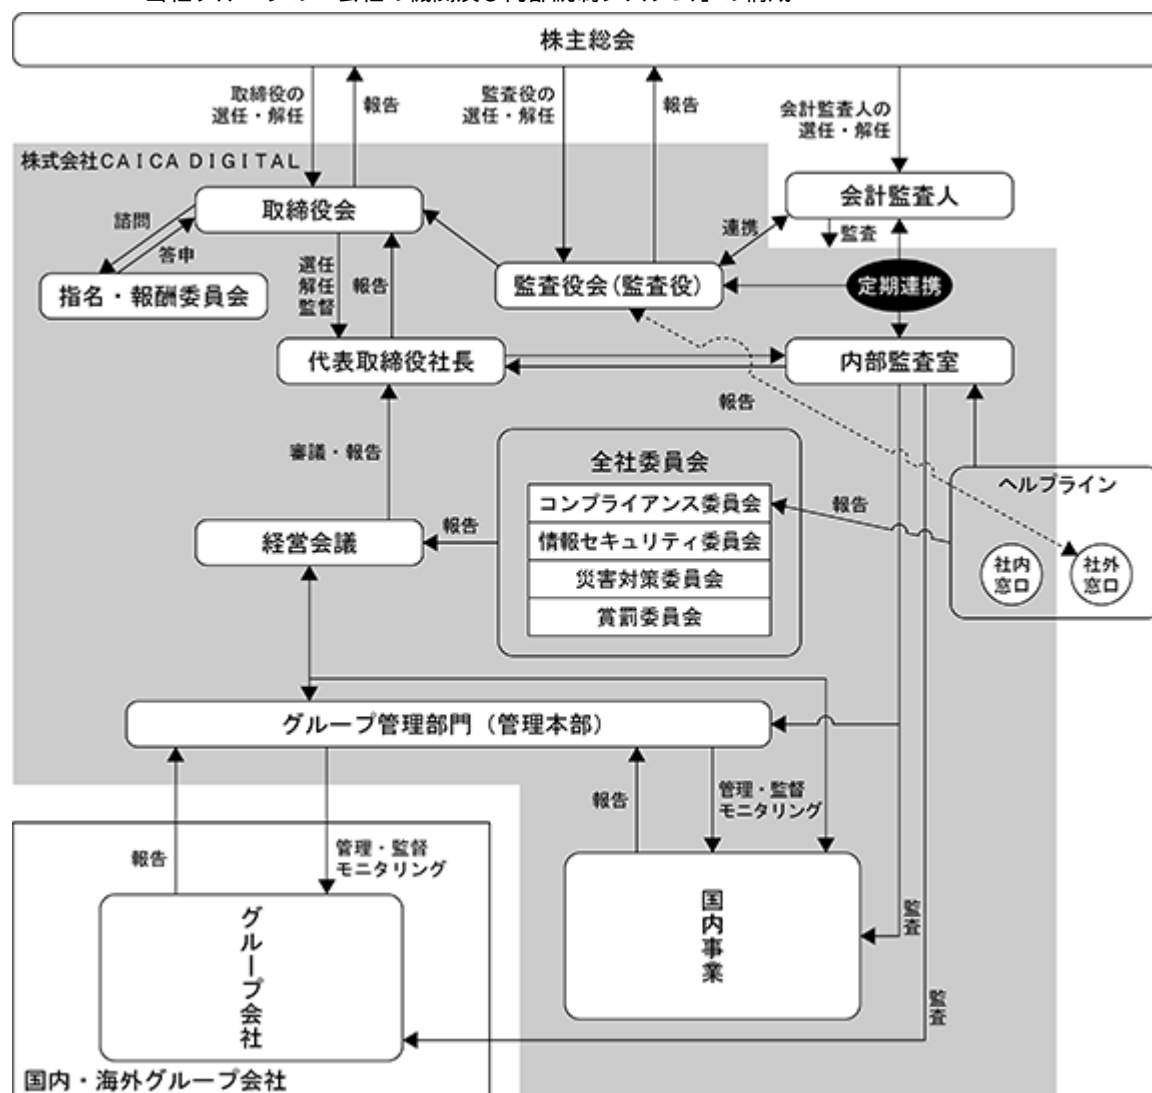 株主総会
取締役の
選任・解任
報告
監査役の
選任・解任
報告
会計監査人の
選任・解任
株式会社CAICA DIGITAL
取締役会
会計監査人
諮問
答申
連携
監査
指名・報酬委員会
選任
解任
監督
報告
監査役会(監査役)
定期連携
代表取締役社長
内部監査室
報告
審議・報告
全社委員会
コンプライアンス委員会
情報セキュリティ委員会
災害対策委員会
賞罰委員会
報告
ヘルプライン
社内
窓口
社外
窓口
経営会議
報告
グループ管理部門(管理本部)
報告
管理・監督
モニタリング
報告
管理・監督
モニタリング
グループ会社
国内事業
監査
監査
国内・海外グループ会社